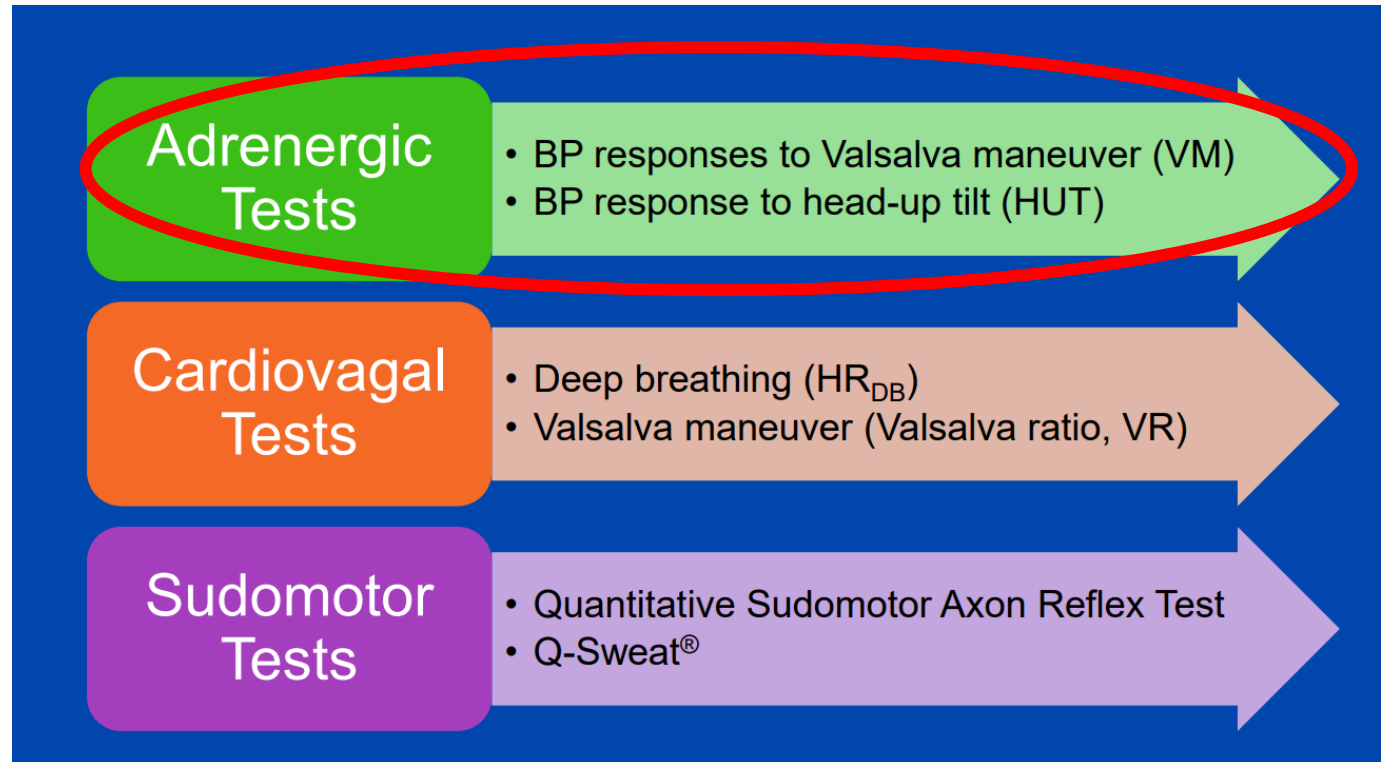 Adrenergic
Tests
• BP responses to Valsalva maneuver (VM)
• BP response to head-up tilt (HUT)
Cardiovagal
Tests
• Deep breathing (HR_DB)
• Valsalva maneuver (Valsalva ratio, VR)
Sudomotor
Tests
• Quantitative Sudomotor Axon Reflex Test
• Q-Sweat®